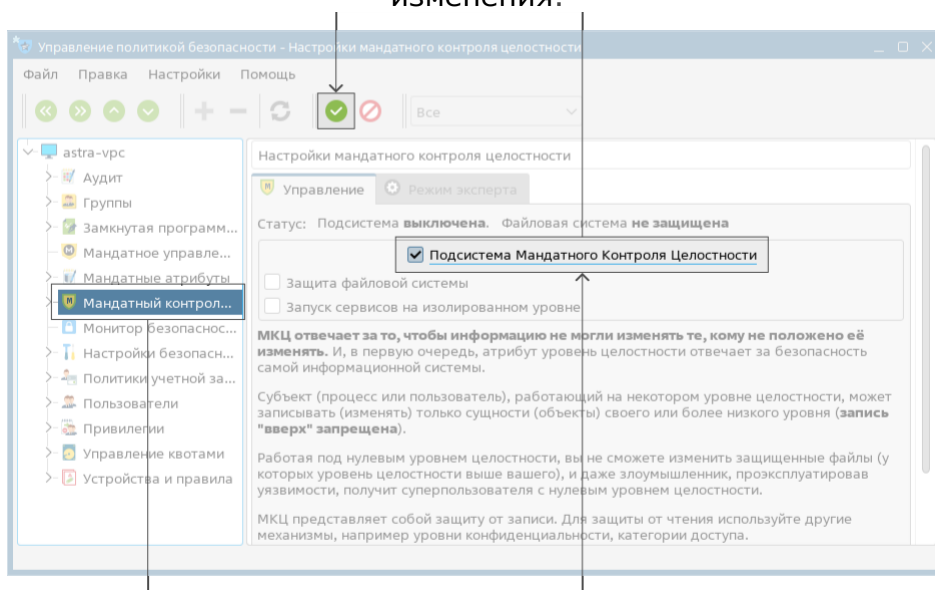 изменения.
Управление политикой безопасности - Настройки мандатного контроля целостности
Файл Правка Настройки Помощь
Все
astra-vpc
Аудит
Группы
Замкнутая программ...
Мандатное управле...
Мандатные атрибуты
Мандатный контрол...
Монитор безопаснос...
Настройки безопасн...
Политики учетной за...
Пользователи
Привилегии
Управление квотами
Устройства и правила
Настройки мандатного контроля целостности
Управление Режим эксперта
Статус: Подсистема выключена. Файловая система не защищена
Подсистема Мандатного Контроля Целостности
Защита файловой системы
Запуск сервисов на изолированном уровне
МКЦ отвечает за то, чтобы информацию не могли изменять те, кому не положено её
изменять. И, в первую очередь, атрибут уровень целостности отвечает за безопасность
самой информационной системы.
Субъект (процесс или пользователь), работающий на некотором уровне целостности, может
записывать (изменять) только сущности (объекты) своего или более низкого уровня (запись
"вверх" запрещена).
Работая под нулевым уровнем целостности, вы не сможете изменить защищенные файлы (у
которых уровень целостности выше вашего), и даже злоумышленник, проэксплуатировав
уязвимости, получит суперпользователя с нулевым уровнем целостности.
МКЦ представляет собой защиту от записи. Для защиты от чтения используйте другие
механизмы, например уровни конфиденциальности, категории доступа.